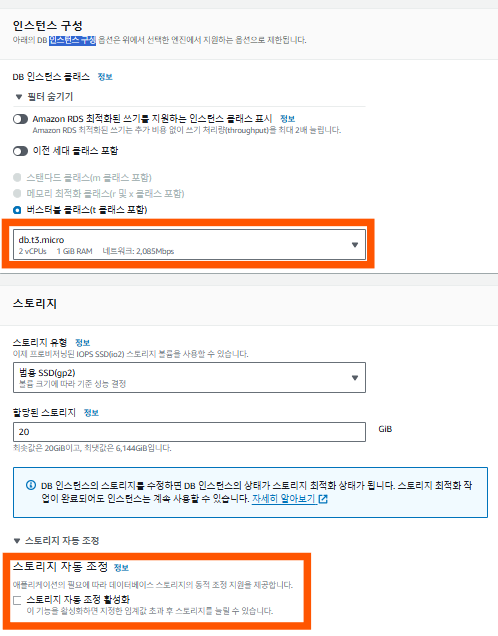 인스턴스 구성
아래의 DB 인스턴스 구성 옵션은 위에서 선택한 엔진에서 지원하는 옵션으로 제한됩니다.
DB 인스턴스 클래스 정보
▼ 필터 숨기기
Amazon RDS 최적화된 쓰기를 지원하는 인스턴스 클래스 표시 정보
Amazon RDS 최적화된 쓰기는 추가 비용 없이 쓰기 처리량(throughput)을 최대 2배 늘립니다.
이전 세대 클래스 포함
스탠다드 클래스(m 클래스 포함)
메모리 최적화 클래스(r 및 x 클래스 포함)
버스터블 클래스(t 클래스 포함)
db.t3.micro
2 vCPUs 1 GiB RAM 네트워크: 2,085Mbps
스토리지
스토리지 유형 정보
이제 프로비저닝된 IOPS SSD(io2) 스토리지 볼륨을 사용할 수 있습니다.
범용 SSD(gp2)
볼륨 크기에 따라 기준 성능 결정
할당된 스토리지 정보
20 GiB
최솟값은 20GiB이고, 최댓값은 6,144GiB입니다.
DB 인스턴스의 스토리지를 수정하면 DB 인스턴스의 상태가 스토리지 최적화 상태가 됩니다. 스토리지 최적화 작
업이 완료되어도 인스턴스는 계속 사용할 수 있습니다. 자세히 알아보기
▼ 스토리지 자동 조정
스토리지 자동 조정 정보
애플리케이션의 필요에 따라 데이터베이스 스토리지의 동적 조정 지원을 제공합니다.
스토리지 자동 조정 활성화
이 기능을 활성화하면 지정한 임계값 초과 후 스토리지를 늘릴 수 있습니다.